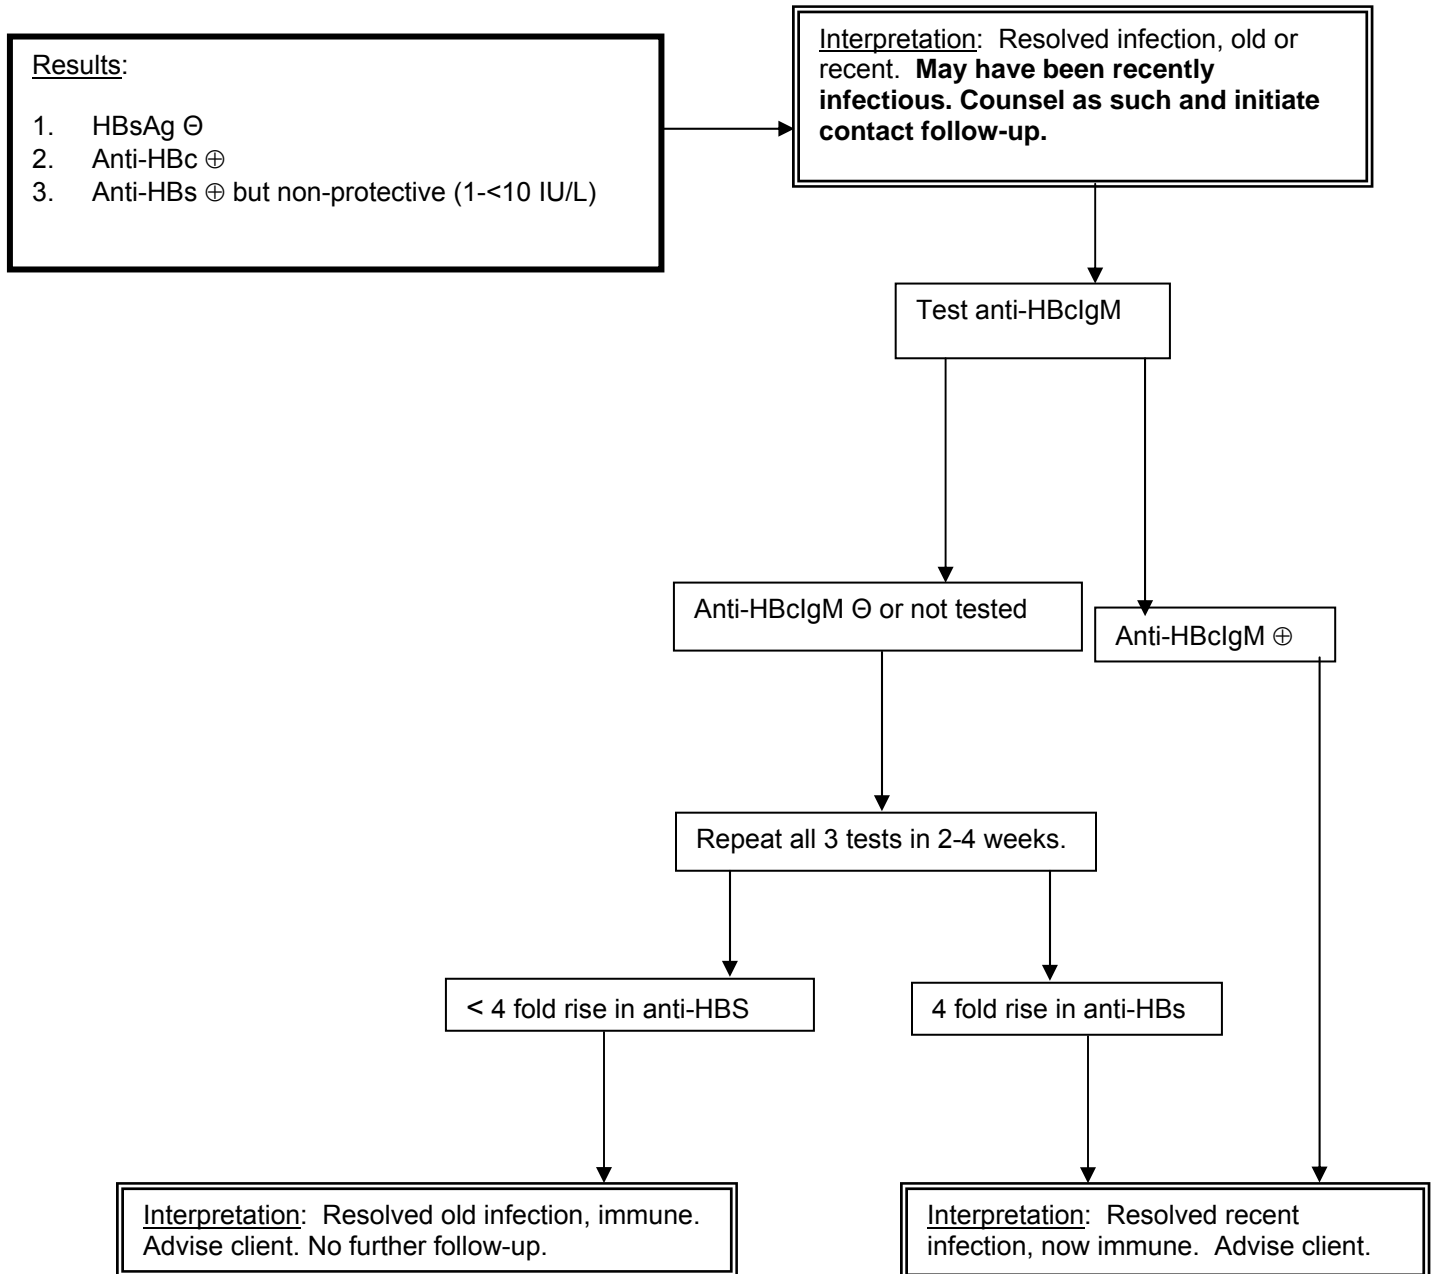 Results:
1. HBsAg Θ
2. Anti-HBc ⊕
3. Anti-HBs ⊕ but non-protective (1-<10 IU/L)
Interpretation: Resolved infection, old or
recent. May have been recently
infectious. Counsel as such and initiate
contact follow-up.
Test anti-HBcIgM
Anti-HBcIgM Θ or not tested
Anti-HBcIgM ⊕
Repeat all 3 tests in 2-4 weeks.
< 4 fold rise in anti-HBS
4 fold rise in anti-HBs
Interpretation: Resolved old infection, immune.
Advise client. No further follow-up.
Interpretation: Resolved recent
infection, now immune. Advise client.